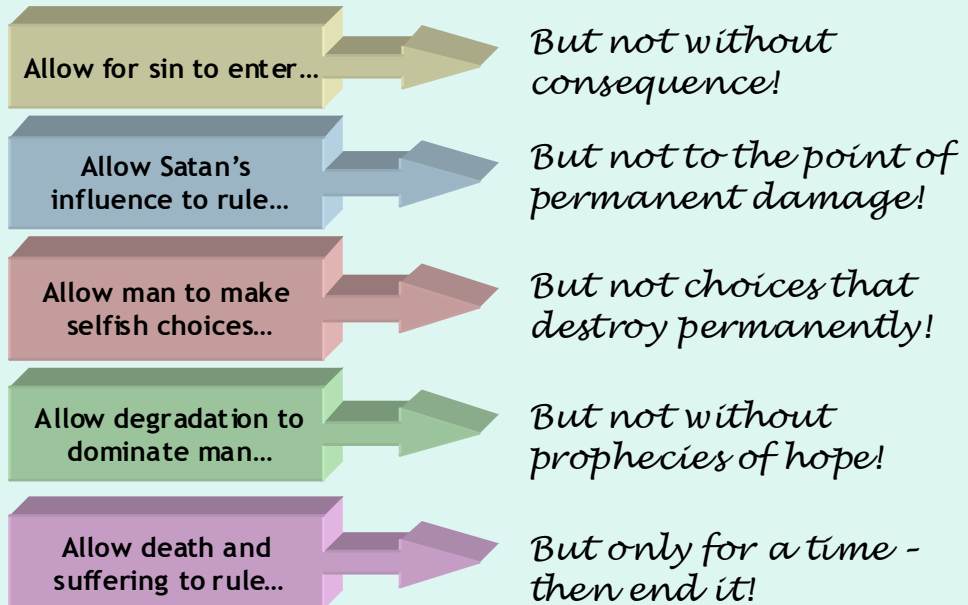 Allow for sin to enter…
But not without
consequence!
Allow Satan’s
influence to rule…
But not to the point of
permanent damage!
Allow man to make
selfish choices…
But not choices that
destroy permanently!
Allow degradation to
dominate man…
But not without
prophecies of hope!
Allow death and
suffering to rule…
But only for a time –
then end it!